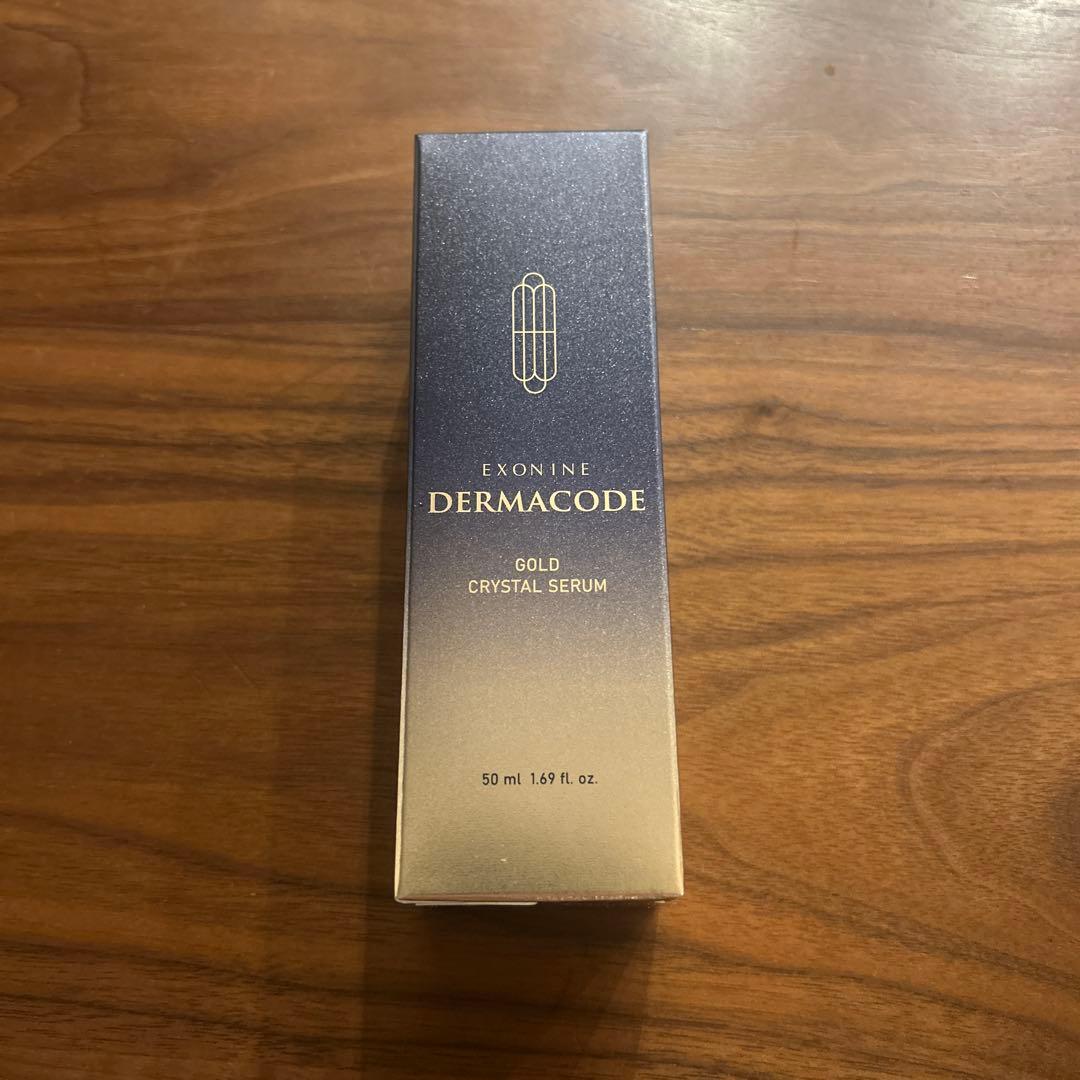 EXONINE
DERMACODE
GOLD
CRYSTAL SERUM
50 ml 1.69 fl. oz.